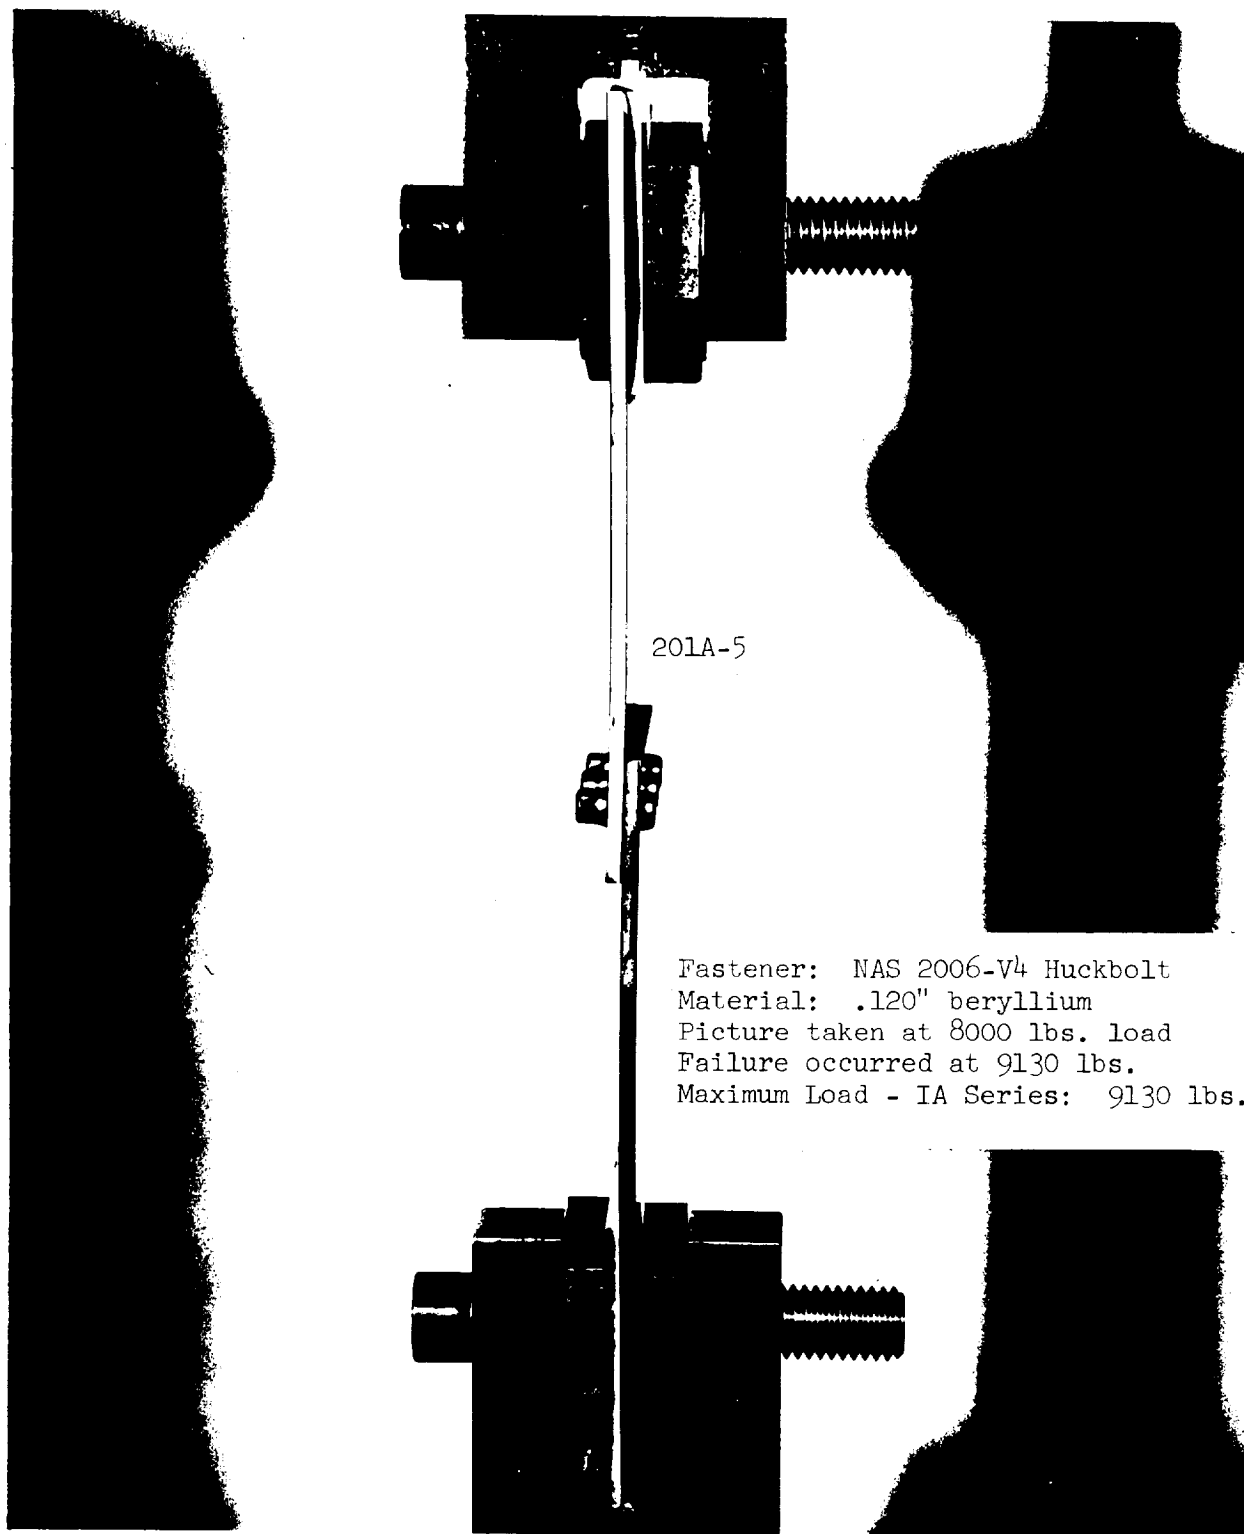 201A-5
Fastener: NAS 2006-V4 Huckbolt
Material: .120" beryllium
Picture taken at 8000 lbs. load
Failure occurred at 9130 lbs.
Maximum Load - IA Series: 9130 lbs.